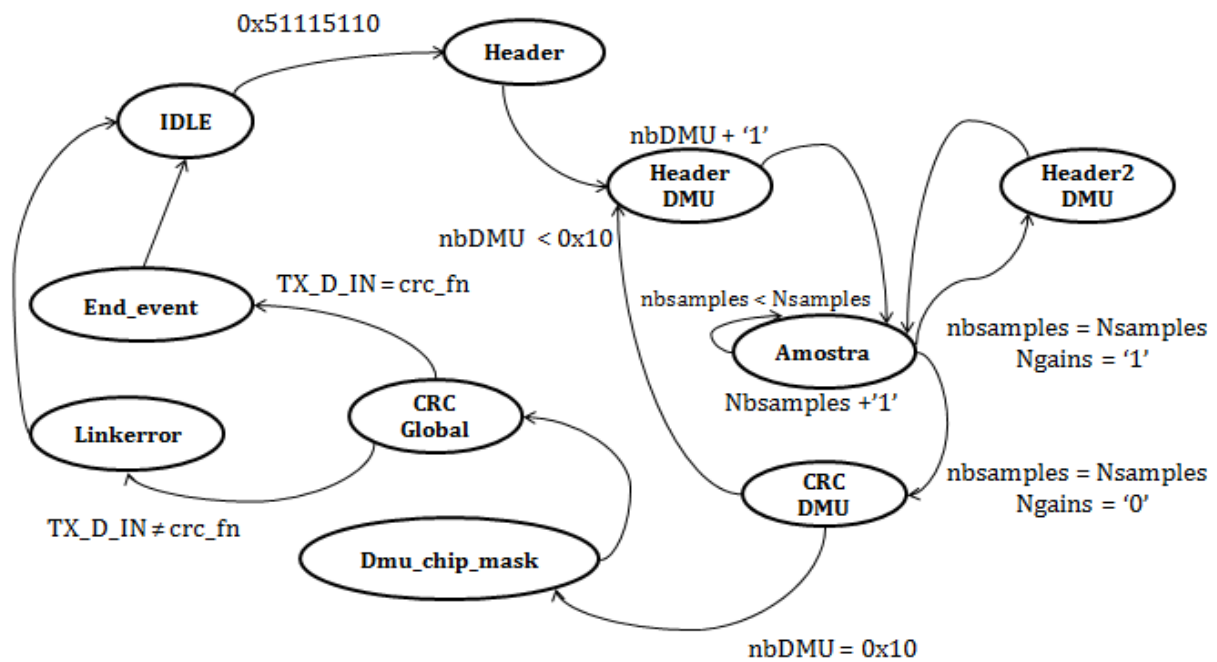 0x51115110
Header
IDLE
nbDMU + ‘1’
Header
DMU
Header2
DMU
nbDMU < 0x10
End_event
TX_D_IN = crc_fn
nbsamples < Nsamples
Amostra
Nbsamples +’1’
nbsamples = Nsamples
Ngains = ‘1’
Linkerror
CRC
Global
CRC
DMU
nbsamples = Nsamples
Ngains = ‘0’
TX_D_IN ≠ crc_fn
Dmu_chip_mask
nbDMU = 0x10